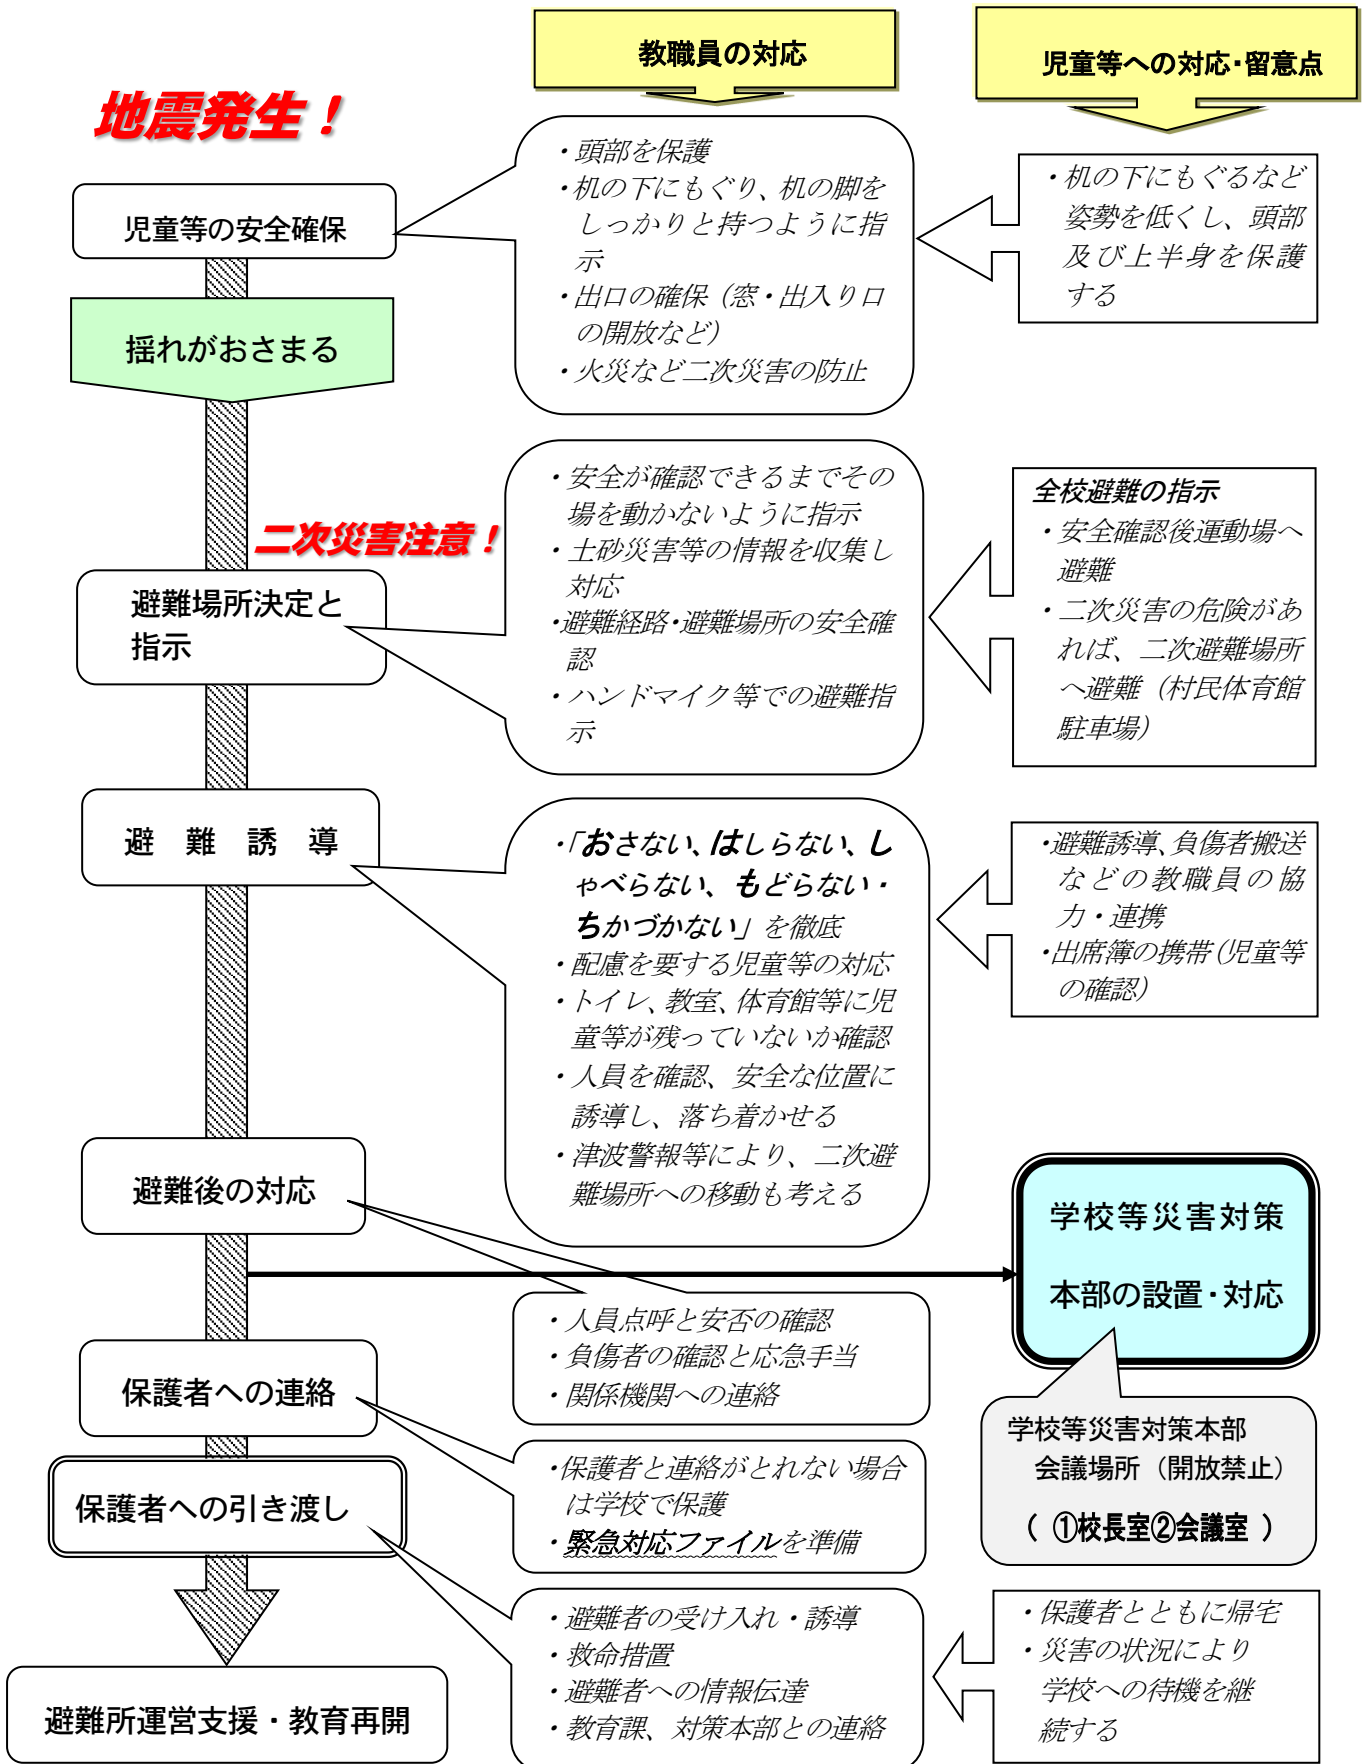 教職員の対応
児童等への対応・留意点
地震発生！
児童等の安全確保
・頭部を保護
・机の下にもぐり、机の脚を
しっかりと持つように指
示
・出口の確保（窓・出入り口
の開放など）
・火災など二次災害の防止
・机の下にもぐるなど
姿勢を低くし、頭部
及び上半身を保護
する
揺れがおさまる
二次災害注意！
避難場所決定と
指示
・安全が確認できるまでその
場を動かないように指示
・土砂災害等の情報を収集し
対応
・避難経路・避難場所の安全確
認
・ハンドマイク等での避難指
示
全校避難の指示
・安全確認後運動場へ
避難
・二次災害の危険があ
れば、二次避難場所
へ避難（村民体育館
駐車場）
避　難　誘　導
・「おさない、はしらない、し
ゃべらない、もどらない・
ちかづかない」を徹底
・配慮を要する児童等の対応
・トイレ、教室、体育館等に児
童等が残っていないか確認
・人員を確認、安全な位置に
誘導し、落ち着かせる
・津波警報等により、二次避
難場所への移動も考える
・避難誘導、負傷者搬送
などの教職員の協
力・連携
・出席簿の携帯（児童等
の確認）
避難後の対応
学校等災害対策
本部の設置・対応
・人員点呼と安否の確認
・負傷者の確認と応急手当
・関係機関への連絡
保護者への連絡
学校等災害対策本部
会議場所（開放禁止）
（ ①校長室②会議室 ）
・保護者と連絡がとれない場合
は学校で保護
・緊急対応ファイルを準備
保護者への引き渡し
・避難者の受け入れ・誘導
・救命措置
・避難者への情報伝達
・教育課、対策本部との連絡
・保護者とともに帰宅
・災害の状況により
学校への待機を継
続する
避難所運営支援・教育再開